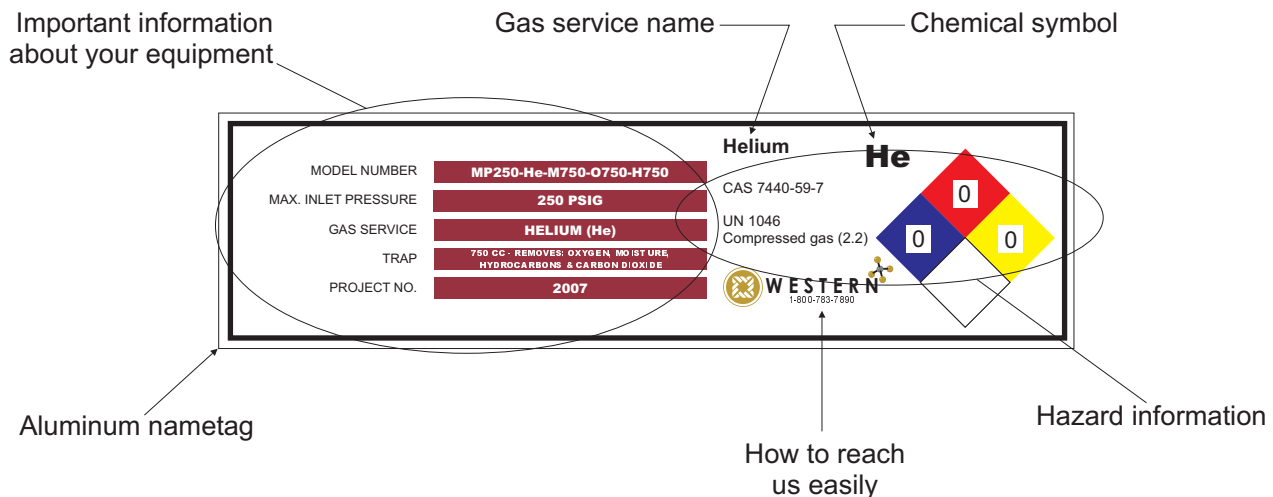 Important information
about your equipment
Gas service name
Chemical symbol
MODEL NUMBER MP250-He-M750-O750-H750
MAX. INLET PRESSURE 250 PSIG
GAS SERVICE HELIUM (He)
TRAP 750 CC - REMOVES: OXYGEN, MOISTURE,
HYDROCARBONS & CARBON DIOXIDE
PROJECT NO. 2007
Helium
He
CAS 7440-59-7
UN 1046
Compressed gas (2.2)
0
0
0
WESTERN
1-800-783-7890
Aluminum nametag
How to reach
us easily
Hazard information